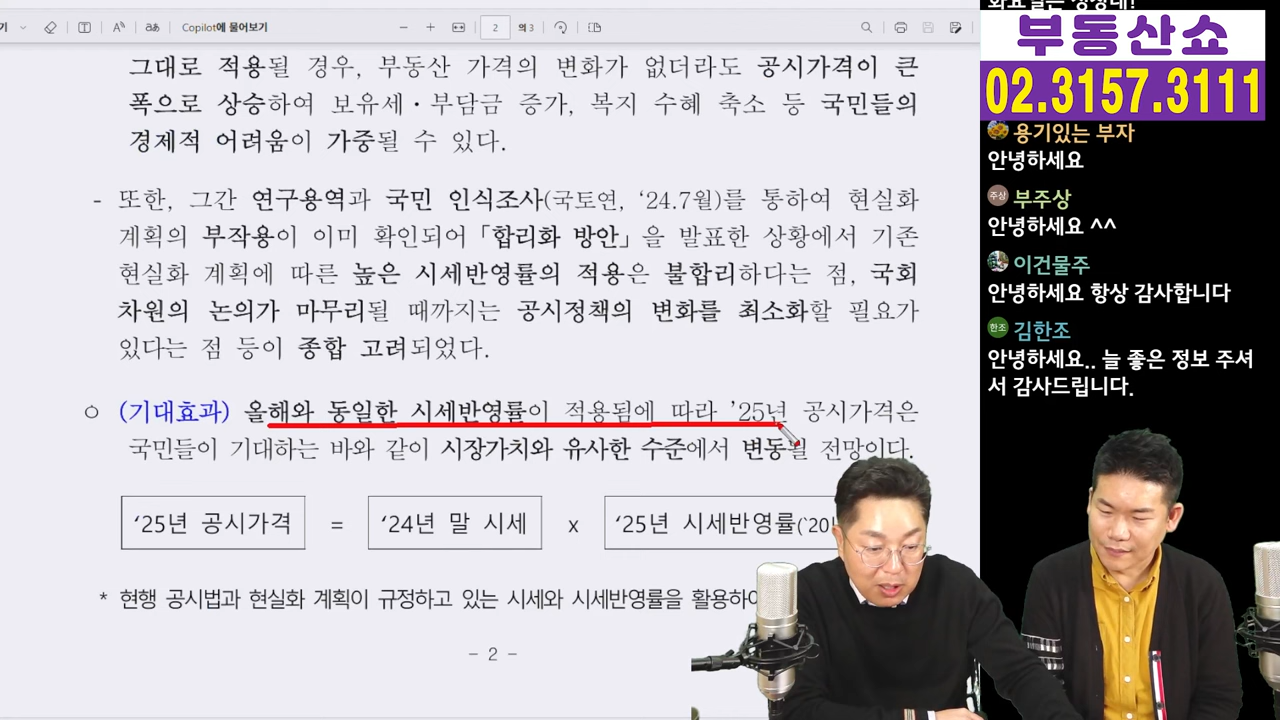 기
Copilot에 물어보기
2
의 3
그대로 적용될 경우, 부동산 가격의 변화가 없더라도 공시가격이 큰
폭으로 상승하여 보유세·부담금 증가, 복지 수혜 축소 등 국민들의
경제적 어려움이 가중될 수 있다.
- 또한, 그간 연구용역과 국민 인식조사(국토연, ‘24.7월)를 통하여 현실화
계획의 부작용이 이미 확인되어 「합리화 방안」을 발표한 상황에서 기존
현실화 계획에 따른 높은 시세반영률의 적용은 불합리하다는 점, 국회
차원의 논의가 마무리될 때까지는 공시정책의 변화를 최소화할 필요가
있다는 점 등이 종합 고려되었다.
ㅇ (기대효과) 올해와 동일한 시세반영률이 적용됨에 따라 ’25년 공시가격은
국민들이 기대하는 바와 같이 시장가치와 유사한 수준에서 변동될 전망이다.
‘25년 공시가격 = ‘24년 말 시세 x ‘25년 시세반영률(`20
* 현행 공시법과 현실화 계획이 규정하고 있는 시세와 시세반영률을 활용하
- 2 -
부동산쇼
02.3157.3111
용기있는 부자
안녕하세요
주상 부주상
안녕하세요 ^^
이건물주
안녕하세요 항상 감사합니다
한조 김한조
안녕하세요.. 늘 좋은 정보 주셔
서 감사드립니다.